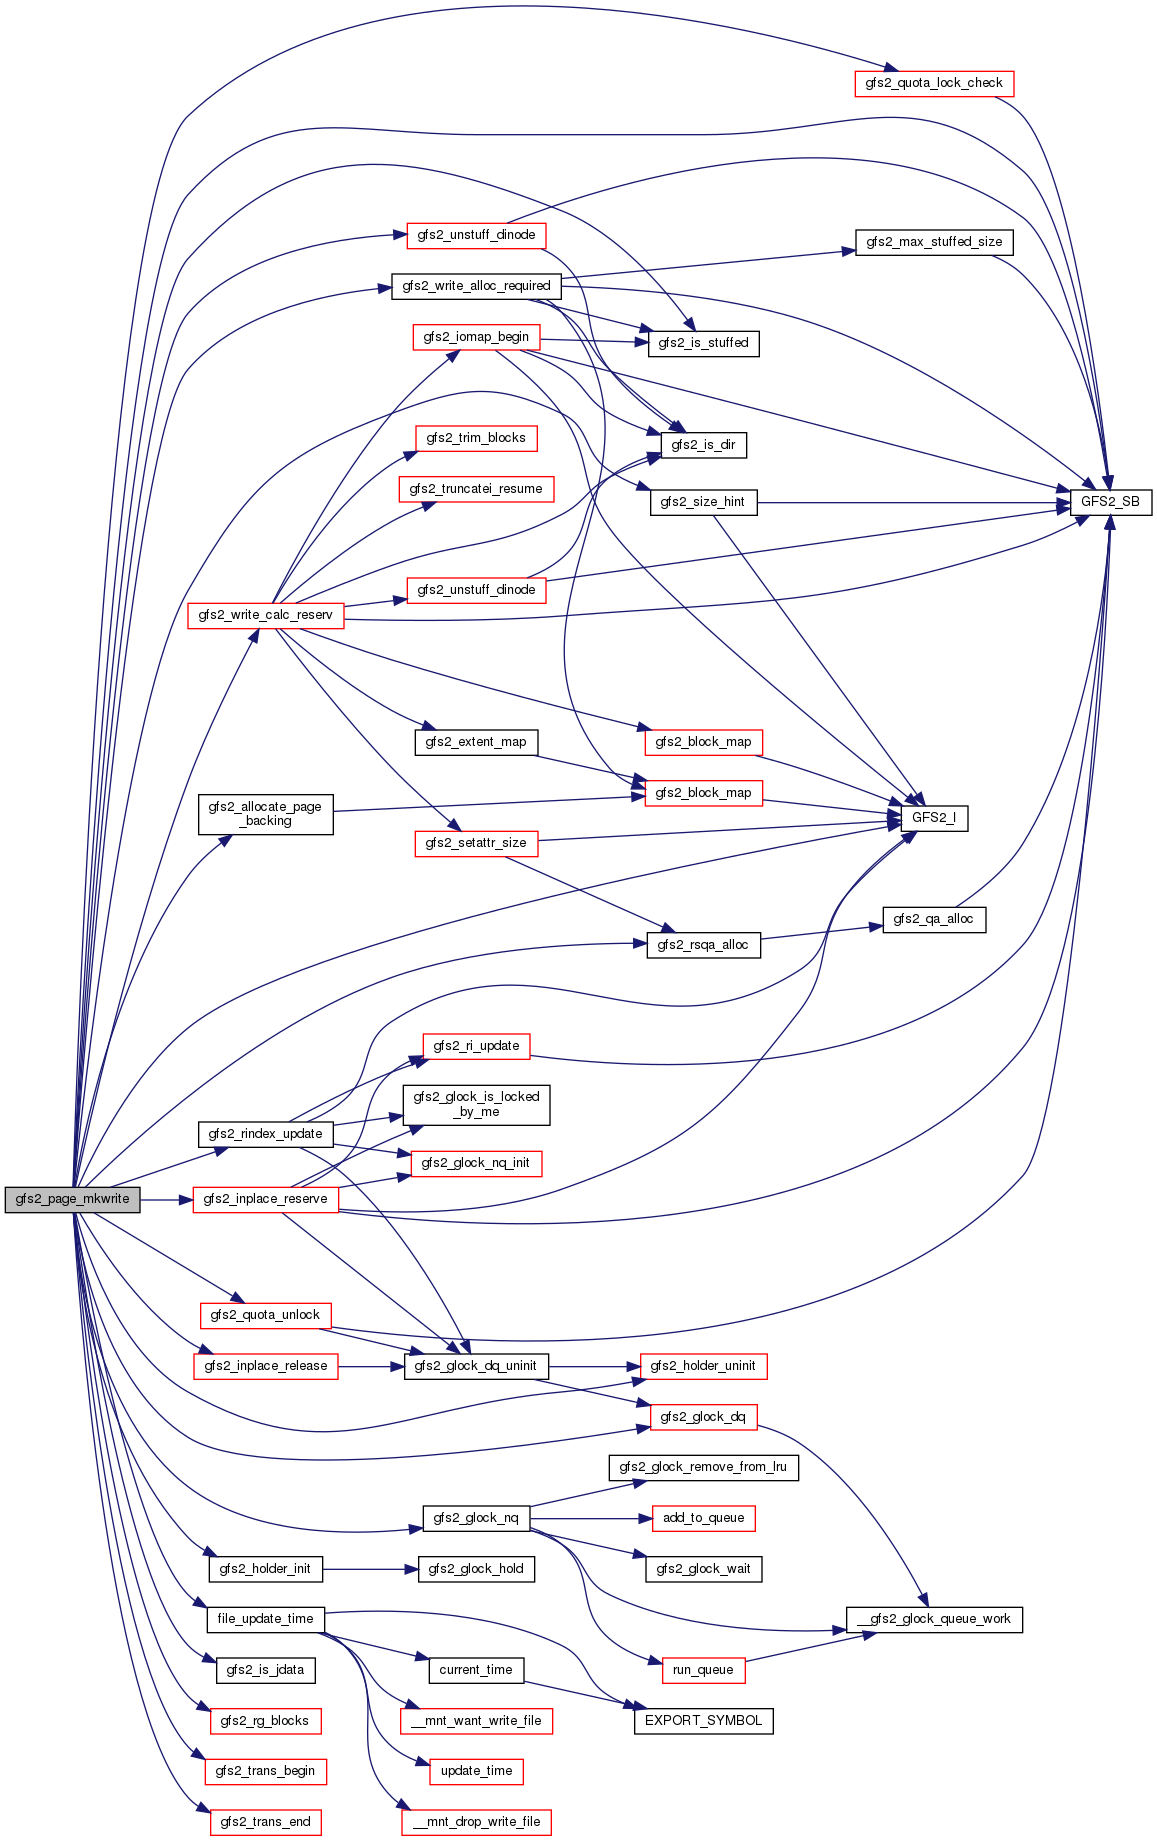 gfs2_quota_lock_check
gfs2_unstuff_dinode
gfs2_max_stuffed_size
gfs2_write_alloc_required
gfs2_iomap_begin
gfs2_is_stuffed
gfs2_trim_blocks
gfs2_is_dir
gfs2_truncatei_resume
gfs2_size_hint
GFS2_SB
gfs2_unstuff_dinode
gfs2_write_calc_reserv
gfs2_extent_map
gfs2_block_map
gfs2_block_map
gfs2_allocate_page
_backing
GFS2_I
gfs2_setattr_size
gfs2_qa_alloc
gfs2_rsqa_alloc
gfs2_ri_update
gfs2_glock_is_locked
_by_me
gfs2_rindex_update
gfs2_glock_nq_init
gfs2_page_mkwrite
gfs2_inplace_reserve
gfs2_quota_unlock
gfs2_inplace_release
gfs2_glock_dq_uninit
gfs2_holder_uninit
gfs2_glock_dq
gfs2_glock_remove_from_lru
gfs2_glock_nq
add_to_queue
gfs2_holder_init
gfs2_glock_hold
gfs2_glock_wait
file_update_time
__gfs2_glock_queue_work
gfs2_is_jdata
current_time
run_queue
gfs2_rg_blocks
__mnt_want_write_file
EXPORT_SYMBOL
gfs2_trans_begin
update_time
gfs2_trans_end
__mnt_drop_write_file